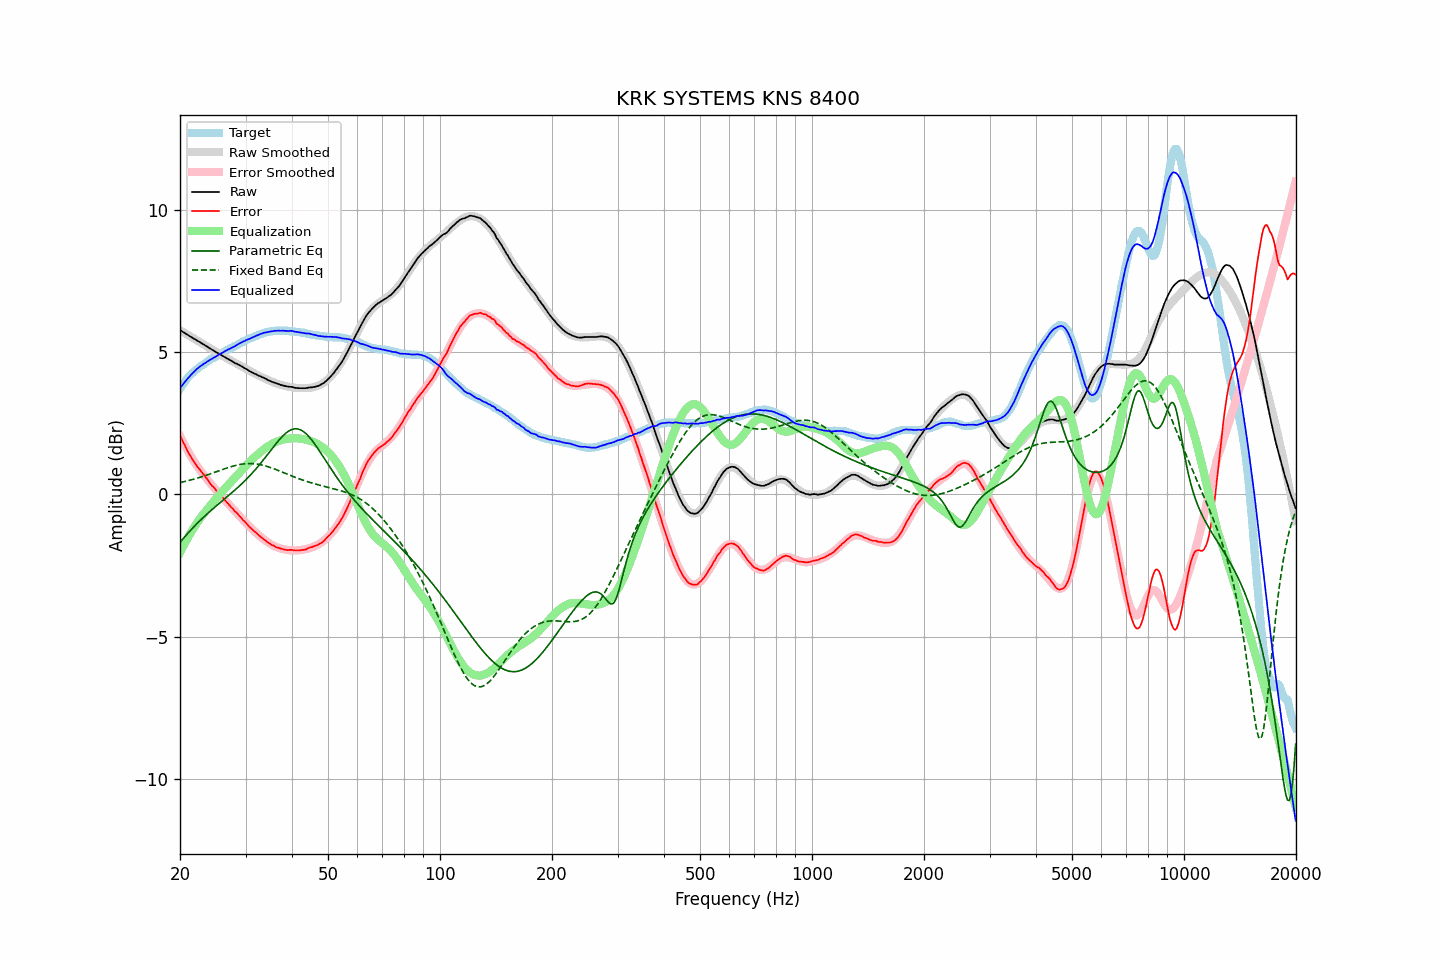 KRK SYSTEMS KNS 8400
Target
Raw Smoothed
Error Smoothed
Raw
Error
Equalization
Parametric Eq
Fixed Band Eq
Equalized
Amplitude (dBr)
10
5
0
−5
−10
20 50 100 200 500 1000 2000 5000 10000 20000
Frequency (Hz)